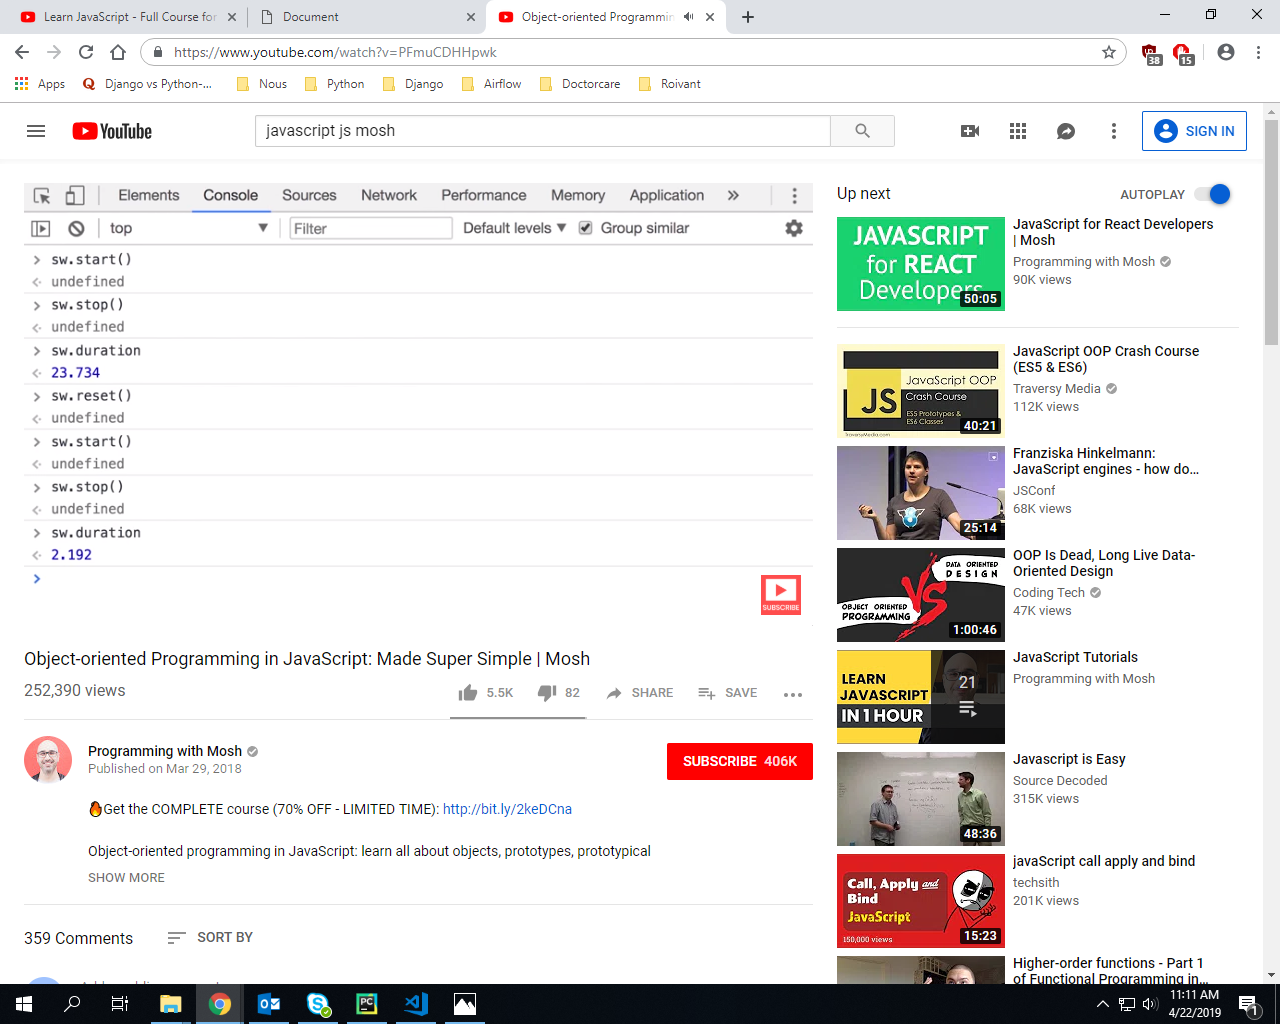 Learn JavaScript - Full Course for
Document
Object-oriented Programmin
https://www.youtube.com/watch?v=PFmuCDHHpwk
38
15
Apps
Django vs Python-...
Nous
Python
Django
Airflow
Doctorcare
Roivant
YouTube
javascript js mosh
SIGN IN
Elements Console Sources Network Performance Memory Application »
top ▼ Filter Default levels ▼ Group similar
> sw.start()
undefined
> sw.stop()
undefined
> sw.duration
23.734
> sw.reset()
undefined
> sw.start()
undefined
> sw.stop()
undefined
> sw.duration
2.192
>
SUBSCRIBE
Object-oriented Programming in JavaScript: Made Super Simple | Mosh
252,390 views
5.5K
82
SHARE
SAVE
Programming with Mosh
Published on Mar 29, 2018
SUBSCRIBE 406K
Get the COMPLETE course (70% OFF - LIMITED TIME): http://bit.ly/2keDCna
Object-oriented programming in JavaScript: learn all about objects, prototypes, prototypical
SHOW MORE
359 Comments
SORT BY
Up next
AUTOPLAY
JAVASCRIPT
for REACT
Developers
50:05
JavaScript for React Developers
| Mosh
Programming with Mosh
90K views
JavaScript OOP
Crash Course
JS
ES5 Prototypes &
ES6 Classes
TraversyMedia.com
40:21
JavaScript OOP Crash Course
(ES5 & ES6)
Traversy Media
112K views
25:14
Franziska Hinkelmann:
JavaScript engines - how do...
JSConf
68K views
DATA ORIENTED
DESIGN
VS
OBJECT ORIENTED
PROGRAMMING
1:00:46
OOP Is Dead, Long Live Data-
Oriented Design
Coding Tech
47K views
LEARN
JAVASCRIPT
IN 1 HOUR
21
JavaScript Tutorials
Programming with Mosh
48:36
Javascript is Easy
Source Decoded
315K views
Call, Apply and
Bind
JavaScript
150,000 views
15:23
javaScript call apply and bind
techsith
201K views
Higher-order functions - Part 1
of Functional Programming in...
11:11 AM
4/22/2019
1